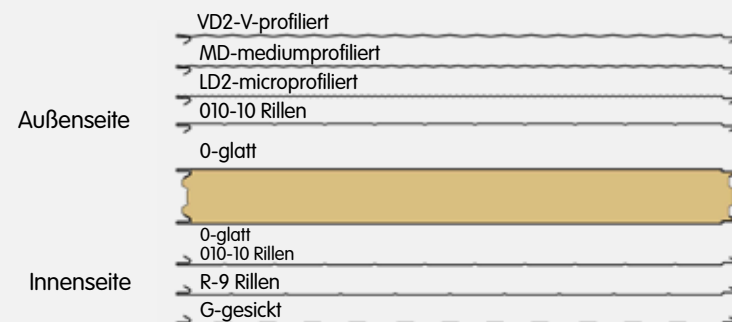 VD2-V-profiliert
MD-mediumprofiliert
LD2-microprofiliert
010-10 Rillen
Außenseite
0-glatt
0-glatt
010-10 Rillen
Innenseite
R-9 Rillen
G-gesickt